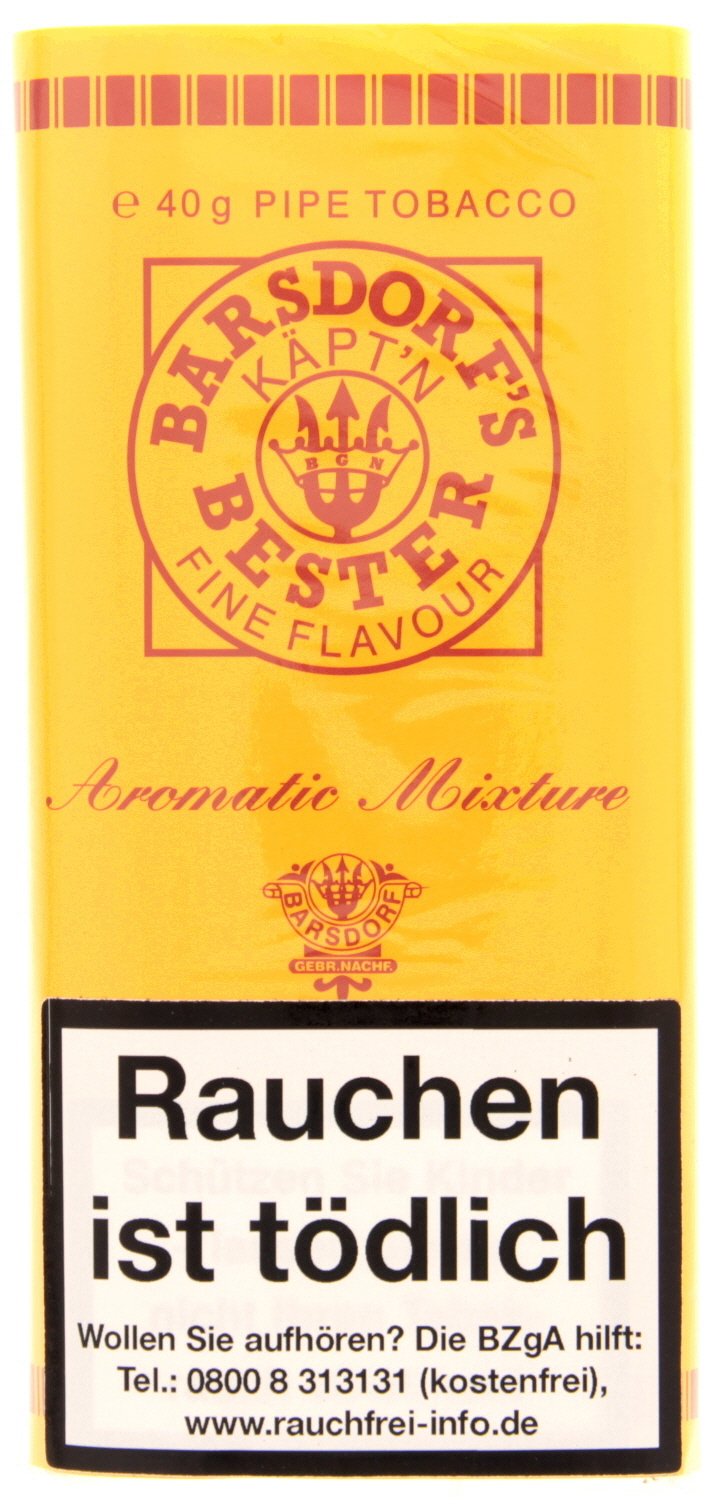 ℮ 40 g PIPE TOBACCO
BARSDORF'S
KÄPT'N
BGN
BESTER
FINE FLAVOUR
Aromatic Mixture
BARSDORF
GEBR.NACHF.
Rauchen
ist tödlich
Wollen Sie aufhören? Die BZgA hilft:
Tel.: 0800 8 313131 (kostenfrei),
www.rauchfrei-info.de